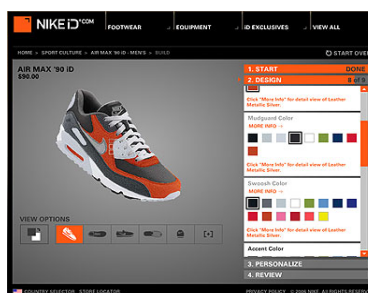 NIKEiD.COM
FOOTWEAR
EQUIPMENT
iD EXCLUSIVES
VIEW ALL
HOME » SPORT CULTURE » AIR MAX '90 iD - MEN'S » BUILD
START OVER
AIR MAX '90 iD
$90.00
1. START DONE
2. DESIGN 8 of 9
Click "More Info" for detail view of Leather
Metallic Silver.
Mudguard Color
MORE INFO
Click "More Info" for detail view of Leather
Metallic Silver.
Swoosh Color
MORE INFO
Click "More Info" for detail view of Leather
Metallic Silver.
Accent Color
VIEW OPTIONS
3. PERSONALIZE
4. REVIEW
COUNTRY SELECTOR STORE LOCATOR
PRIVACY POLICY © 2006 NIKE. ALL RIGHTS RESERVED.